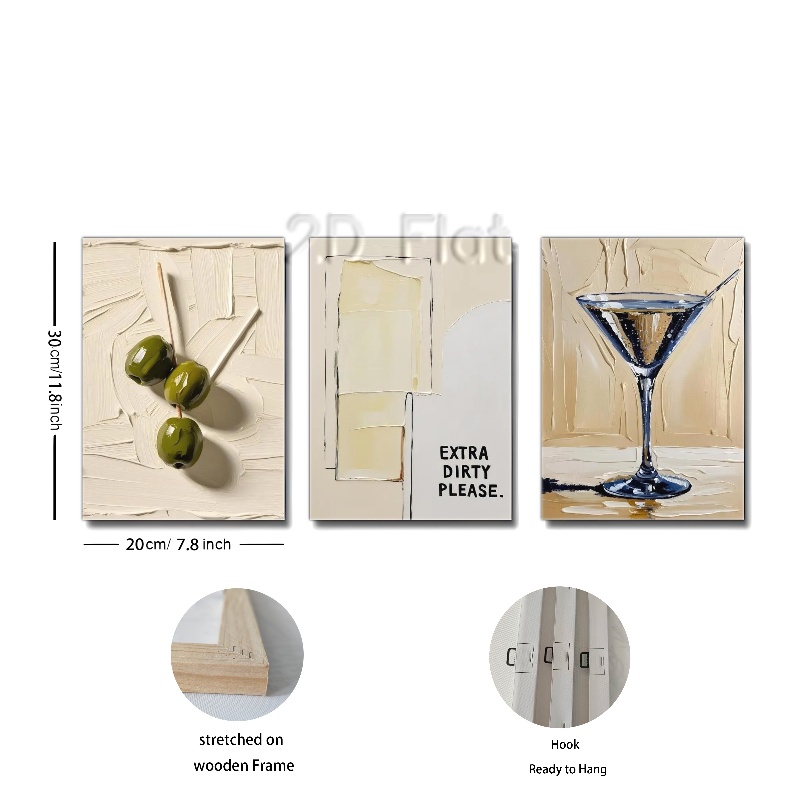 2D Flat
30cm/11.8inch
EXTRA
DIRTY
PLEASE.
20cm/ 7.8 inch
stretched on
wooden Frame
Hook
Ready to Hang